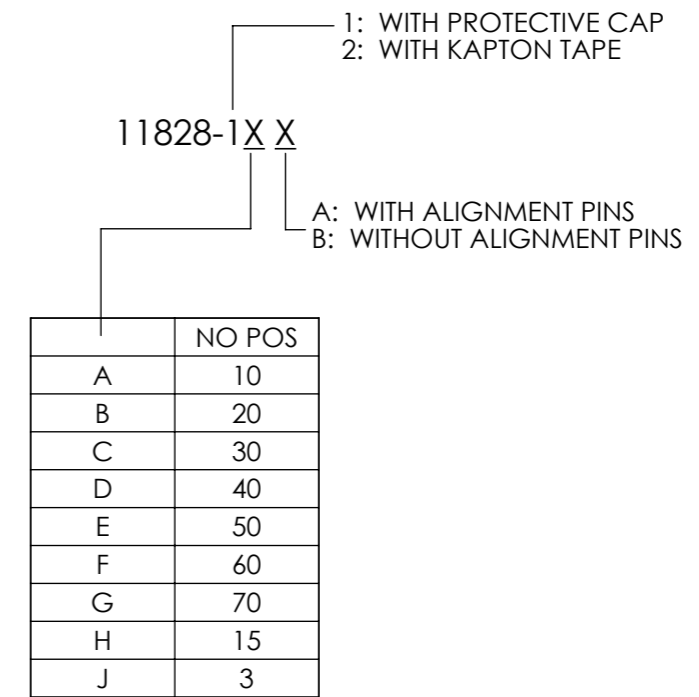 1: WITH PROTECTIVE CAP
2: WITH KAPTON TAPE
11828-1X X
A: WITH ALIGNMENT PINS
B: WITHOUT ALIGNMENT PINS
NO POS
A 10
B 20
C 30
D 40
E 50
F 60
G 70
H 15
J 3